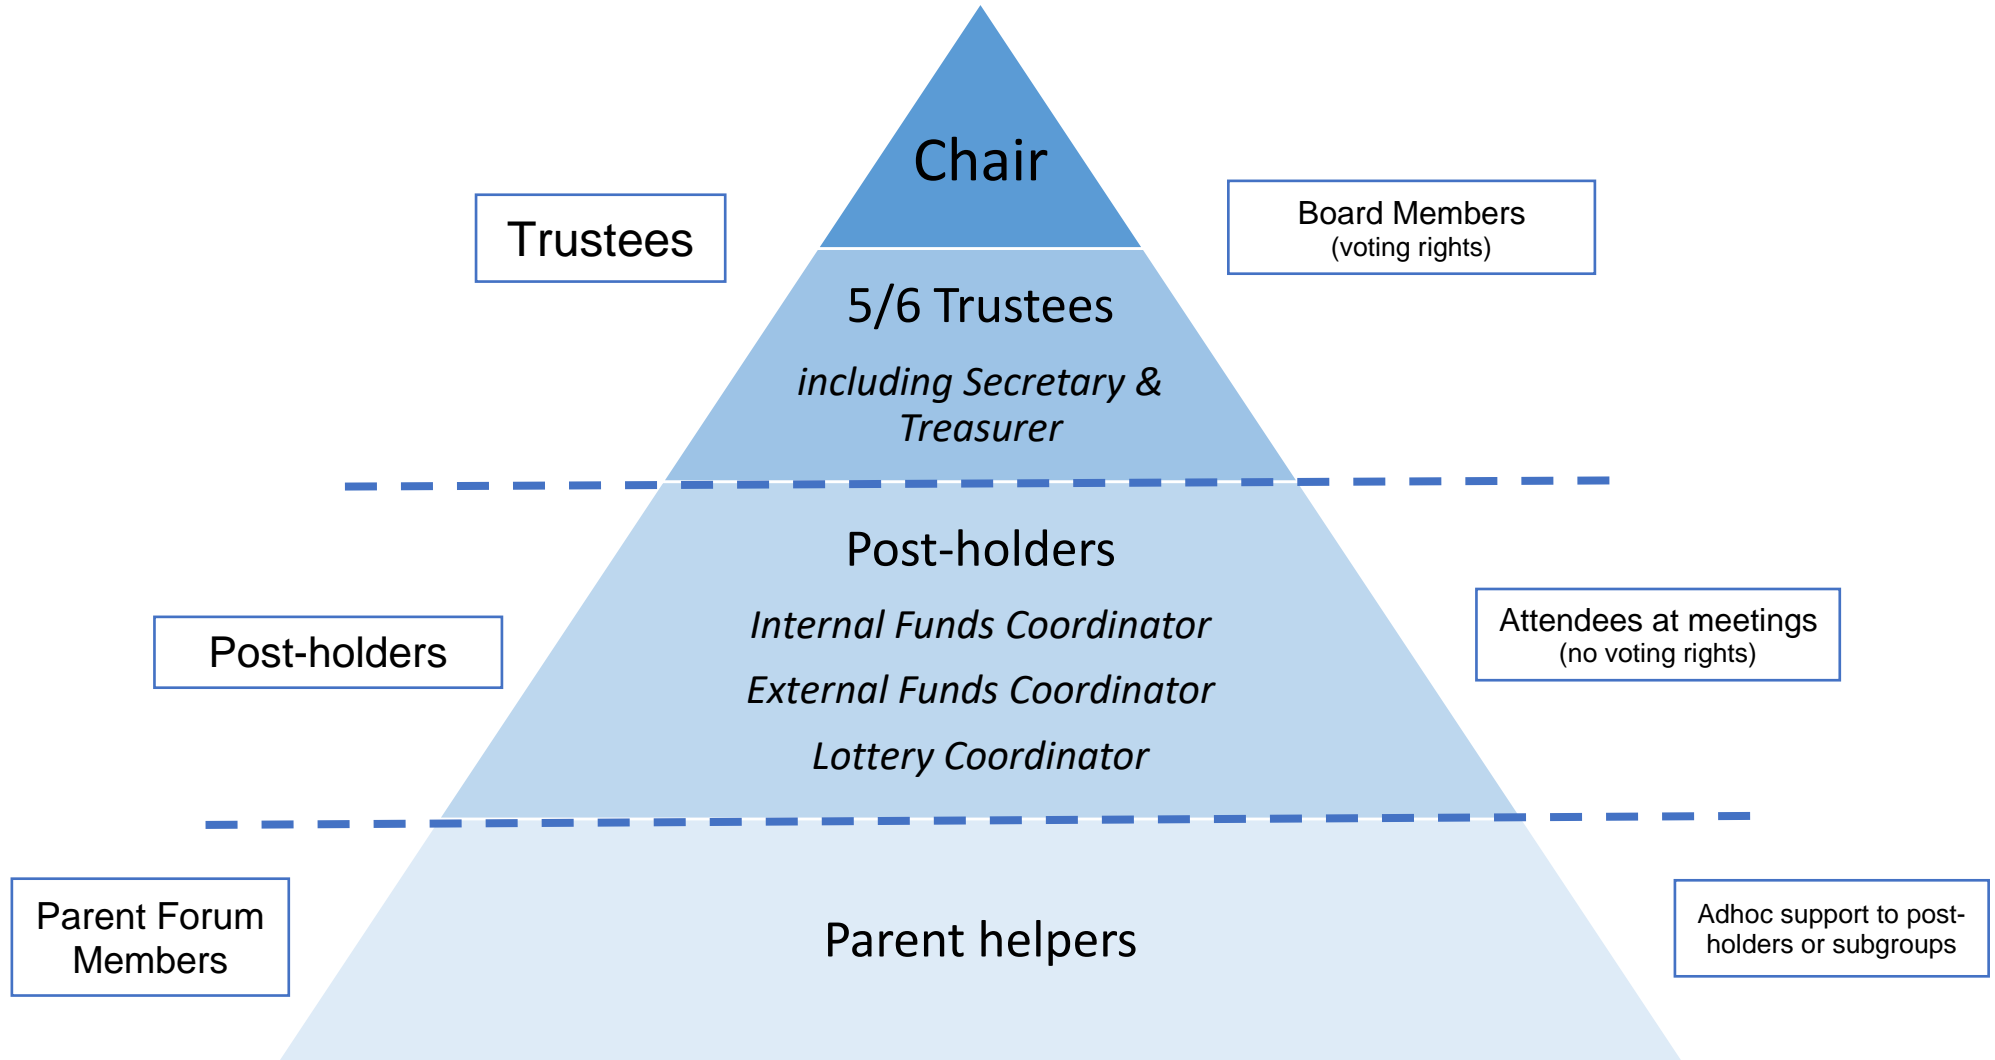 Chair
Trustees
Board Members
(voting rights)
5/6 Trustees
including Secretary &
Treasurer
Post-holders
Internal Funds Coordinator
External Funds Coordinator
Lottery Coordinator
Post-holders
Attendees at meetings
(no voting rights)
Parent Forum
Members
Parent helpers
Adhoc support to post-
holders or subgroups